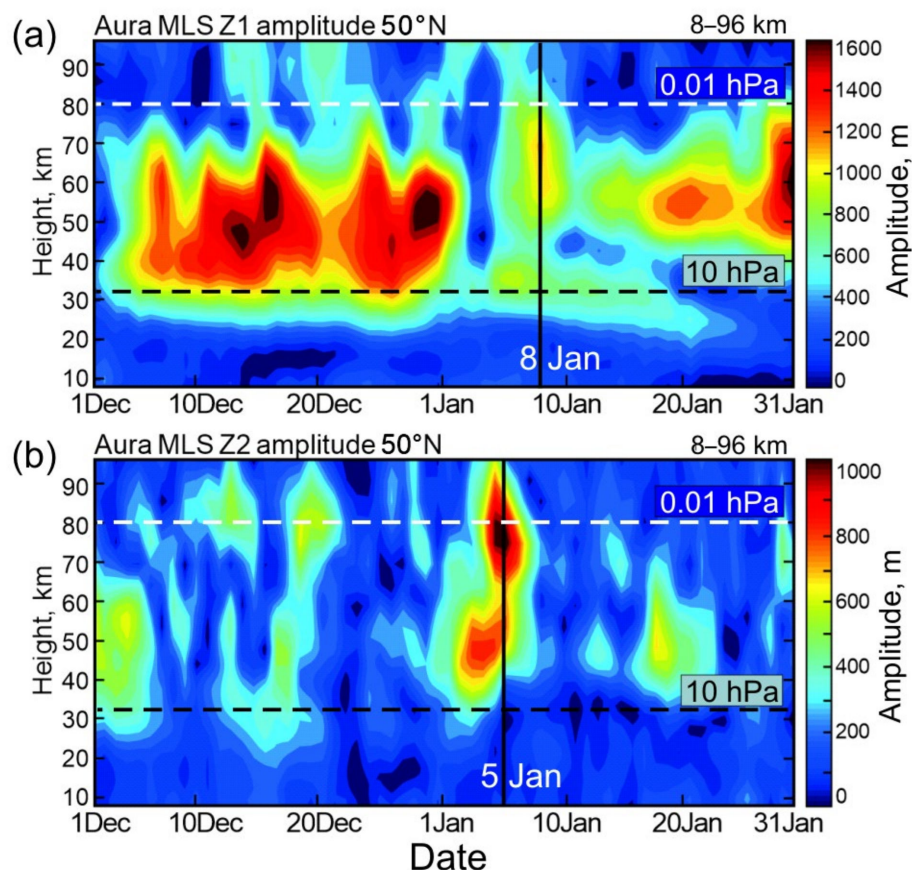 (a)
Aura MLS Z1 amplitude 50°N 8–96 km
Height, km
90
80
70
60
50
40
30
20
10
0.01 hPa
10 hPa
8 Jan
1Dec 10Dec 20Dec 1Jan 10Jan 20Jan 31Jan
1600
1400
1200
1000
800
600
400
200
0
Amplitude, m
(b)
Aura MLS Z2 amplitude 50°N 8–96 km
Height, km
90
80
70
60
50
40
30
20
10
0.01 hPa
10 hPa
5 Jan
1Dec 10Dec 20Dec 1Jan 10Jan 20Jan 31Jan
1000
800
600
400
200
0
Amplitude, m
Date